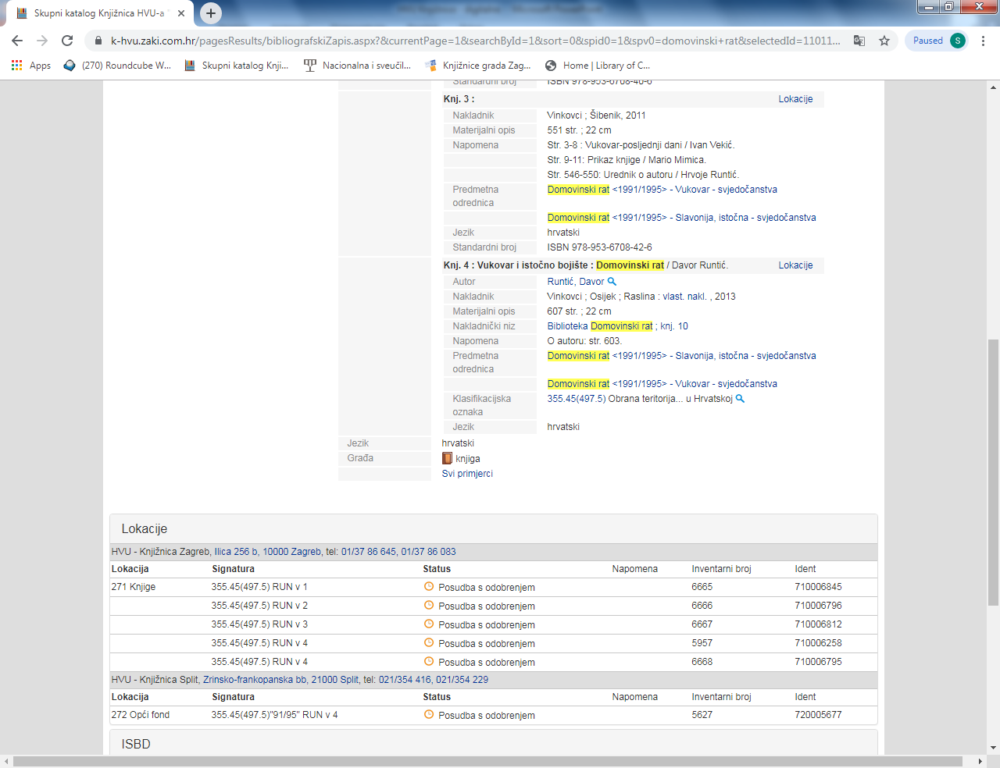 Skupni katalog Knjižnica HVU-a
k-hvu.zaki.com.hr/pagesResults/bibliografskiZapis.aspx?&currentPage=1&searchById=1&sort=0&spid0=1&spv0=domovinski+rat&selectedId=11011...
Paused S
Apps (270) Roundcube W... Skupni katalog Knji... Nacionalna i sveučil... Knjižnice grada Zag... Home | Library of C...
Standardni broj ISBN 978-953-6708-40-6
Knj. 3 : Lokacije
Nakladnik Vinkovci ; Šibenik, 2011
Materijalni opis 551 str. ; 22 cm
Napomena Str. 3-8 : Vukovar-posljednji dani / Ivan Vekić.
Str. 9-11: Prikaz knjige / Mario Mimica.
Str. 546-550: Urednik o autoru / Hrvoje Runtić.
Predmetna Domovinski rat <1991/1995> - Vukovar - svjedočanstva
odrednica
Domovinski rat <1991/1995> - Slavonija, istočna - svjedočanstva
Jezik hrvatski
Standardni broj ISBN 978-953-6708-42-6
Knj. 4 : Vukovar i istočno bojište : Domovinski rat / Davor Runtić. Lokacije
Autor Runtić, Davor
Nakladnik Vinkovci ; Osijek ; Raslina : vlast. nakl. , 2013
Materijalni opis 607 str. ; 22 cm
Nakladnički niz Biblioteka Domovinski rat ; knj. 10
Napomena O autoru: str. 603.
Predmetna Domovinski rat <1991/1995> - Slavonija, istočna - svjedočanstva
odrednica
Domovinski rat <1991/1995> - Vukovar - svjedočanstva
Klasifikacijska 355.45(497.5) Obrana teritorija... u Hrvatskoj
oznaka
Jezik hrvatski
Jezik hrvatski
Građa knjiga
Svi primjerci
Lokacije
HVU - Knjižnica Zagreb, Ilica 256 b, 10000 Zagreb, tel: 01/37 86 645, 01/37 86 083
Lokacija Signatura Status Napomena Inventarni broj Ident
271 Knjige 355.45(497.5) RUN v 1 Posudba s odobrenjem 6665 710006845
355.45(497.5) RUN v 2 Posudba s odobrenjem 6666 710006796
355.45(497.5) RUN v 3 Posudba s odobrenjem 6667 710006812
355.45(497.5) RUN v 4 Posudba s odobrenjem 5957 710006258
355.45(497.5) RUN v 4 Posudba s odobrenjem 6668 710006795
HVU - Knjižnica Split, Zrinsko-frankopanska bb, 21000 Split, tel: 021/354 416, 021/354 229
Lokacija Signatura Status Napomena Inventarni broj Ident
272 Opći fond 355.45(497.5)"91/95" RUN v 4 Posudba s odobrenjem 5627 720005677
ISBD